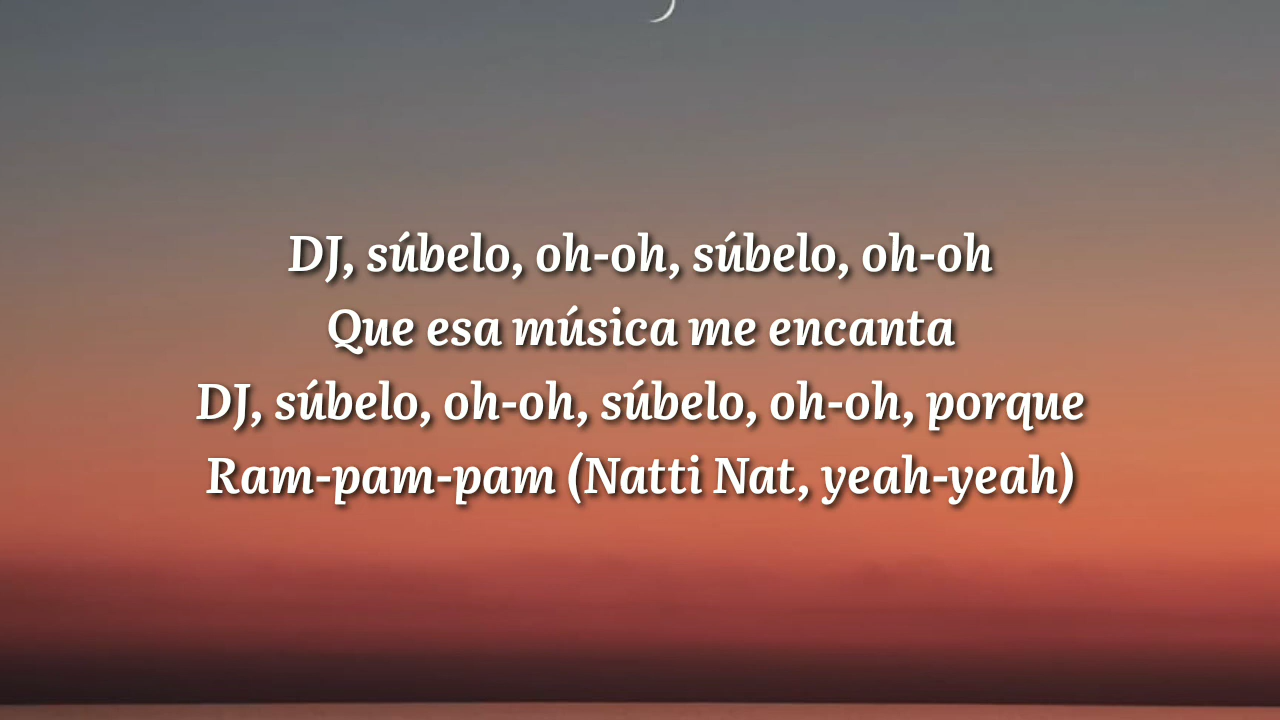 DJ, súbelo, oh-oh, súbelo, oh-oh
Que esa música me encanta
DJ, súbelo, oh-oh, súbelo, oh-oh, porque
Ram-pam-pam (Natti Nat, yeah-yeah)